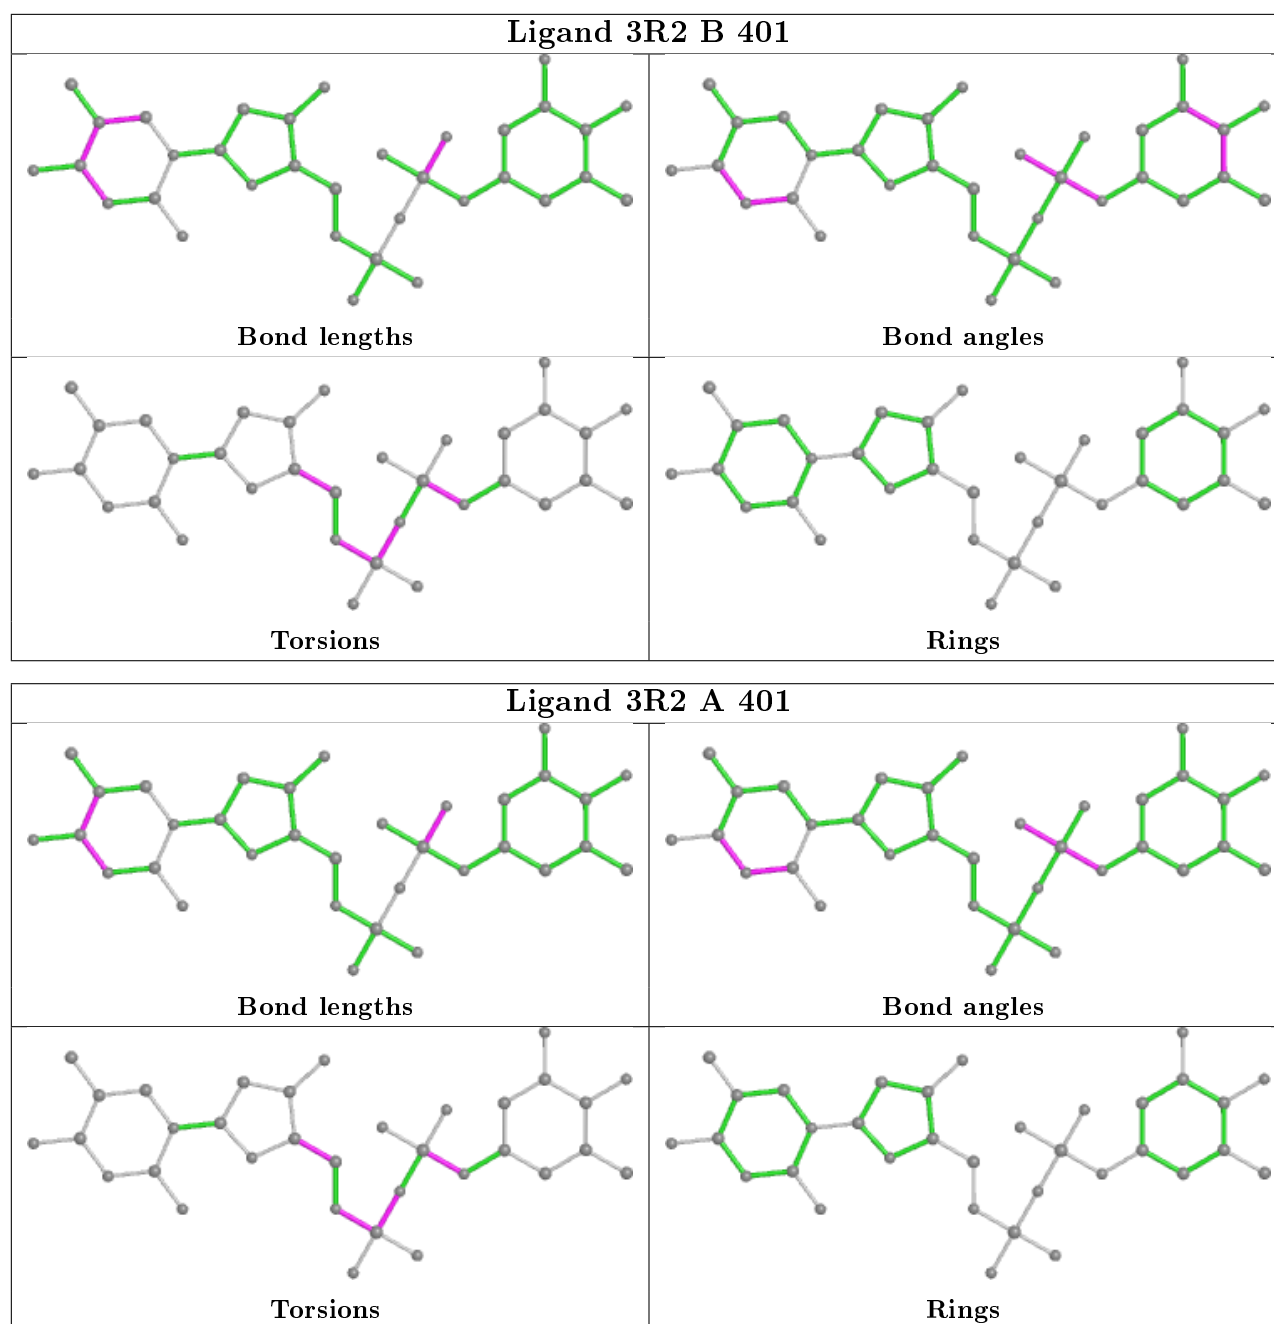 Ligand 3R2 B 401
Bond lengths
Bond angles
Torsions
Rings
Ligand 3R2 A 401
Bond lengths
Bond angles
Torsions
Rings